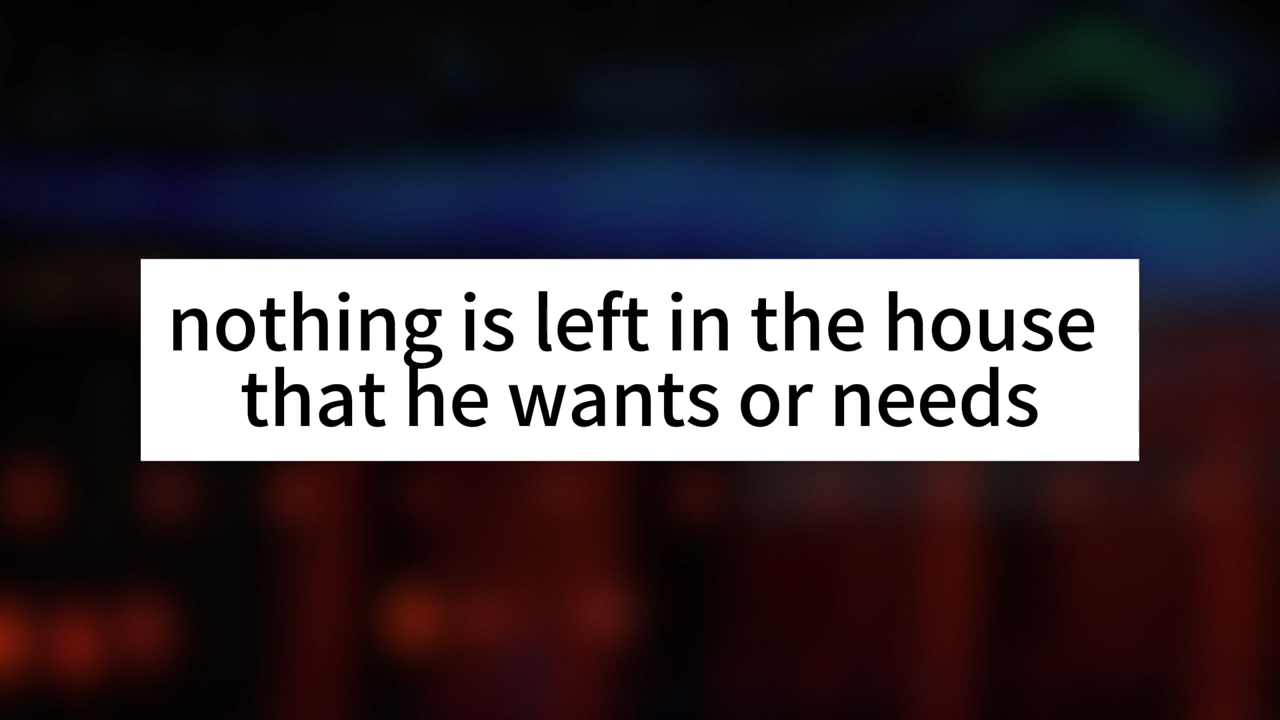 nothing is left in the house
that he wants or needs